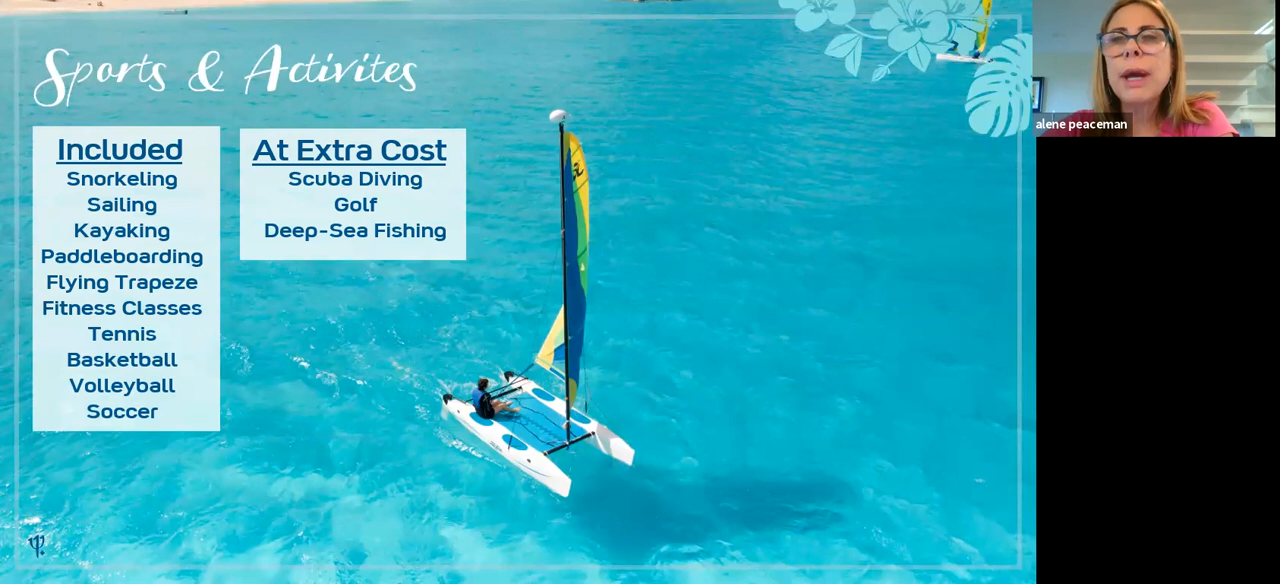 Sports & Activites
Included
Snorkeling
Sailing
Kayaking
Paddleboarding
Flying Trapeze
Fitness Classes
Tennis
Basketball
Volleyball
Soccer
At Extra Cost
Scuba Diving
Golf
Deep-Sea Fishing
alene peaceman